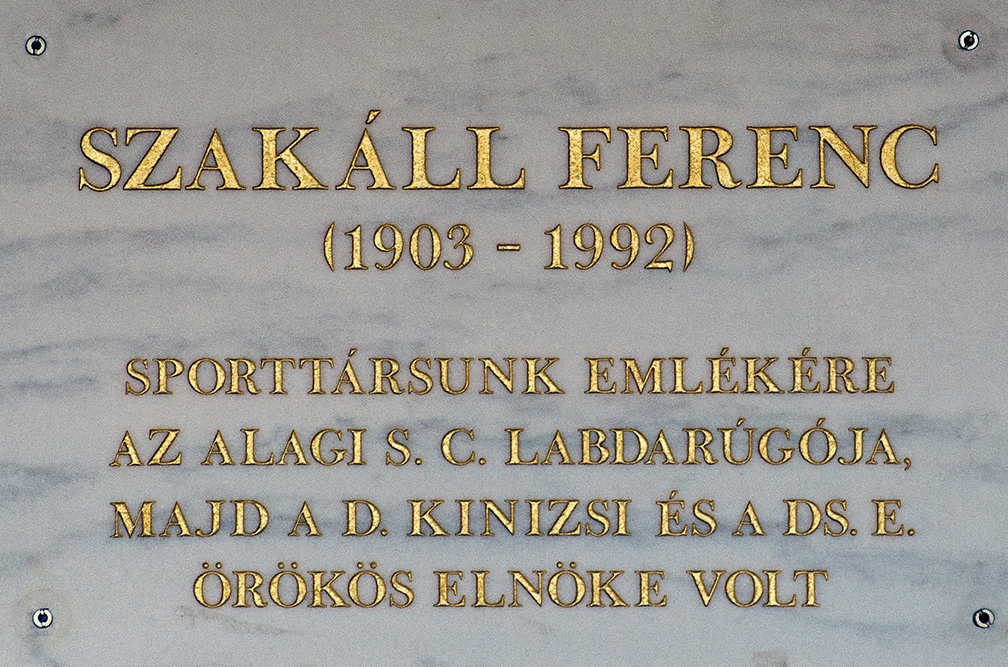 SZAKÁLL FERENC
(1903 - 1992)
SPORTTÁRSUNK EMLÉKÉRE
AZ ALAGI S. C. LABDARÚGÓJA,
MAJD A D. KINIZSI ÉS A DS. E.
ÖRÖKÖS ELNÖKE VOLT